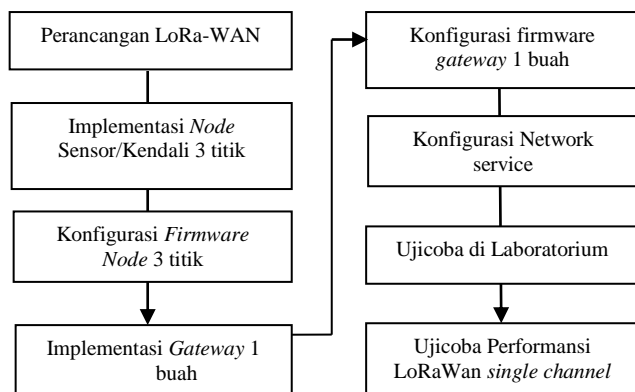 Perancangan LoRa-WAN
Implementasi Node
Sensor/Kendali 3 titik
Konfigurasi Firmware
Node 3 titik
Implementasi Gateway 1
buah
Konfigurasi firmware
gateway 1 buah
Konfigurasi Network
service
Ujicoba di Laboratorium
Ujicoba Performansi
LoRaWan single channel